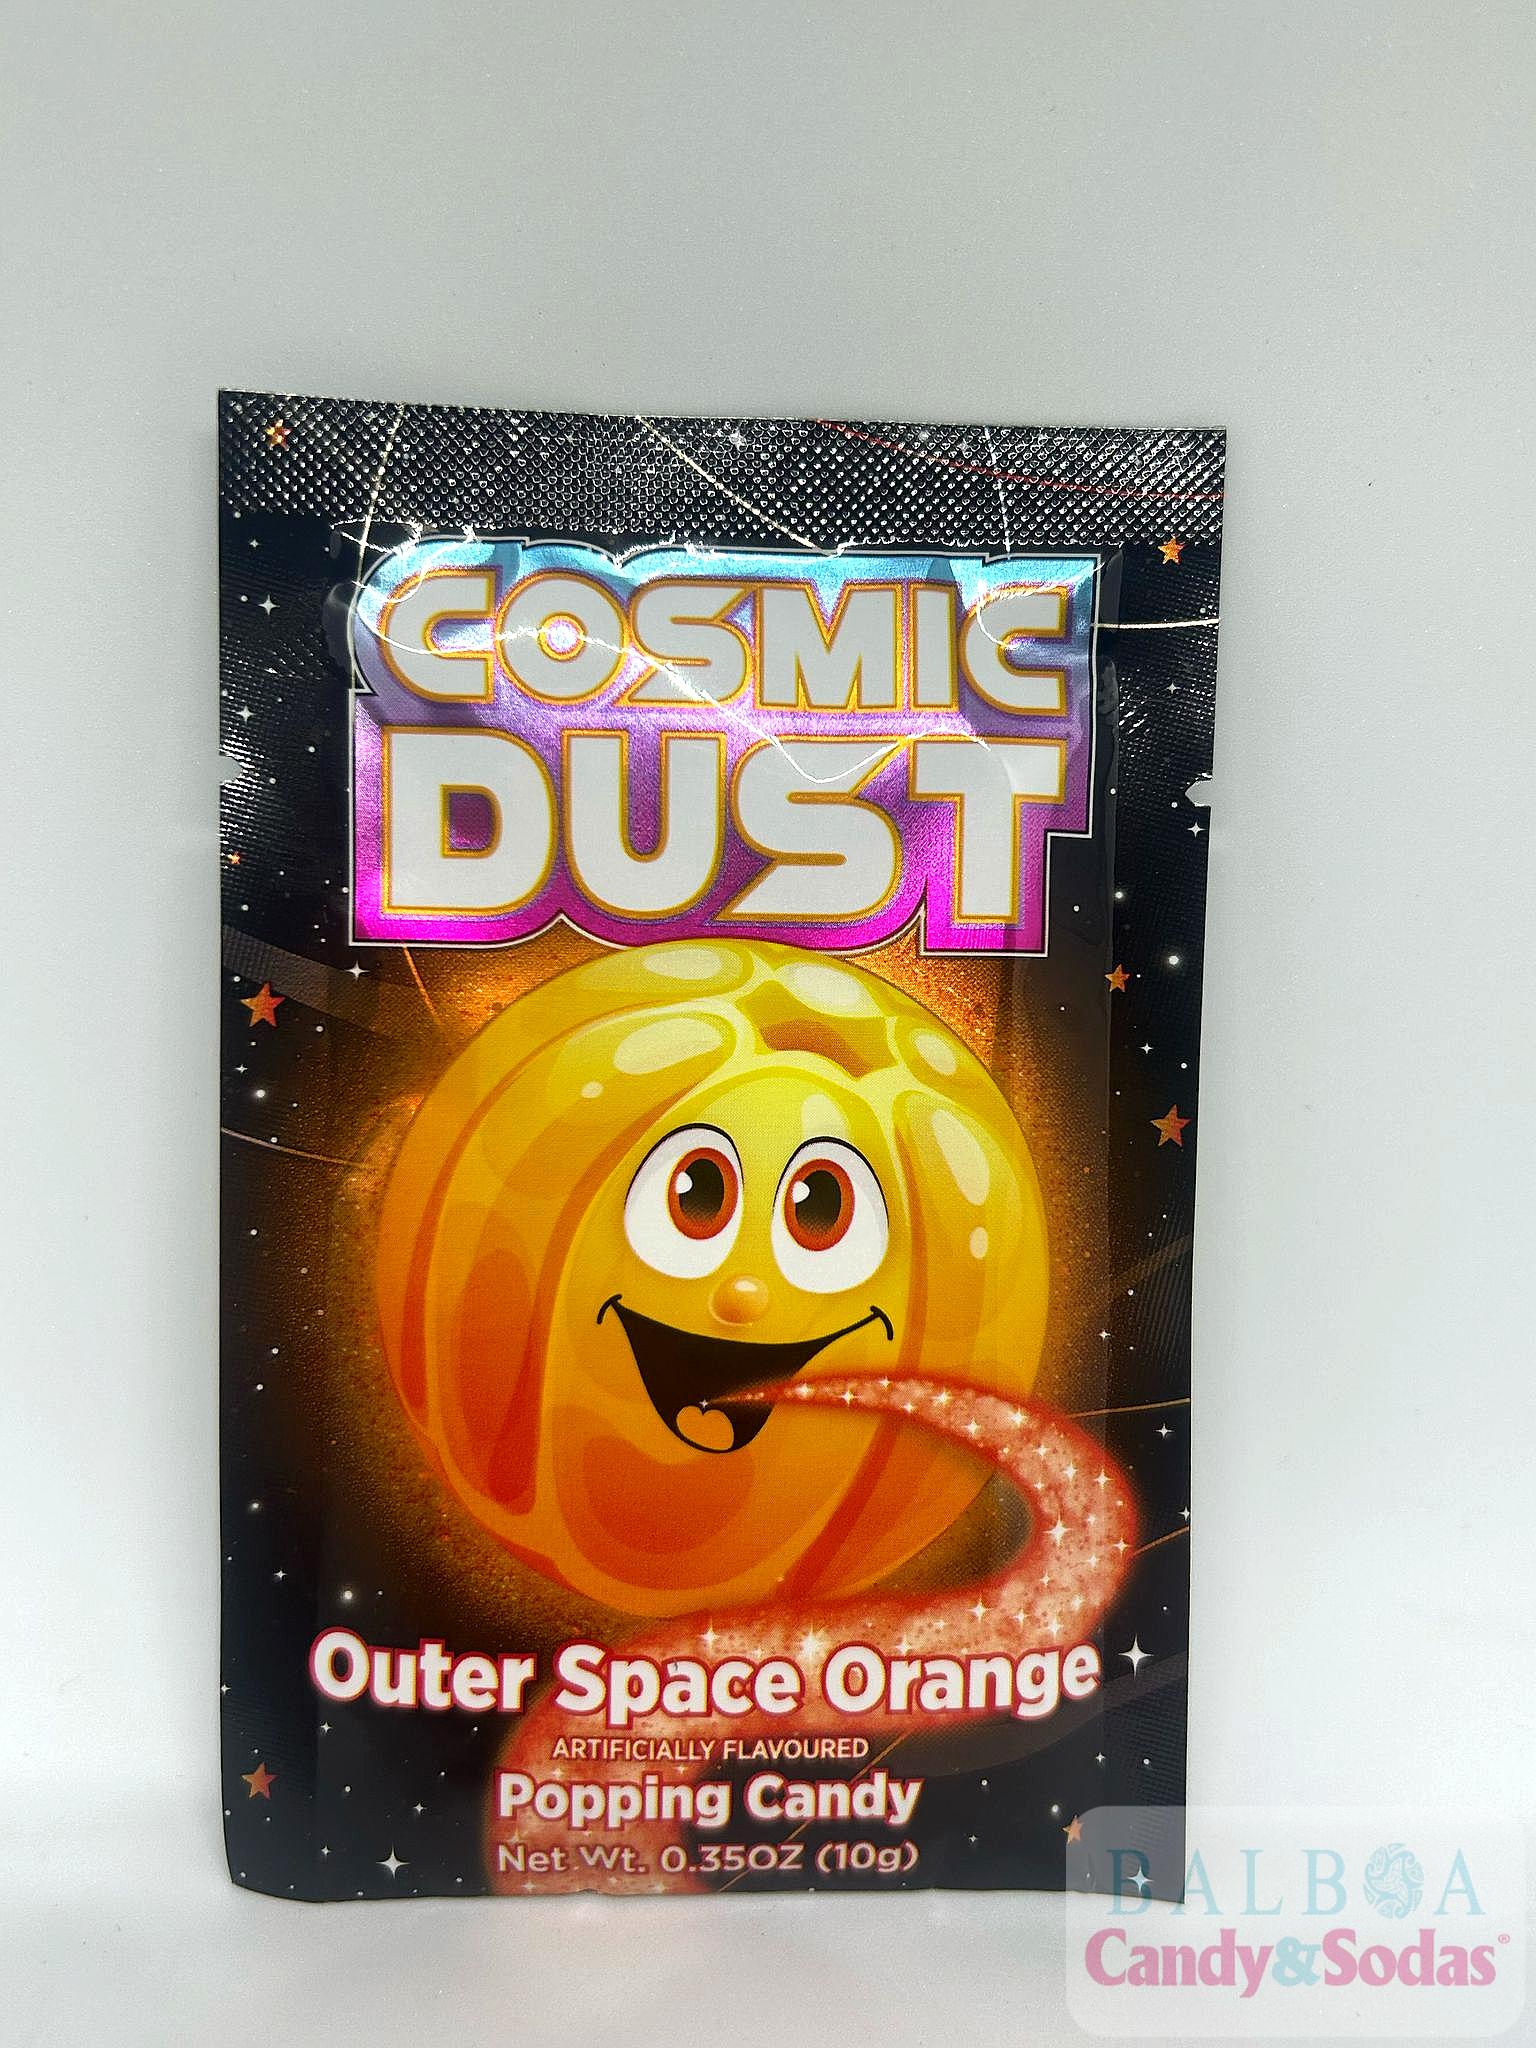 COSMIC
DUST
Outer Space Orange
ARTIFICIALLY FLAVOURED
Popping Candy
Net Wt. 0.35OZ (10g)
BALBOA
Candy&Sodas®